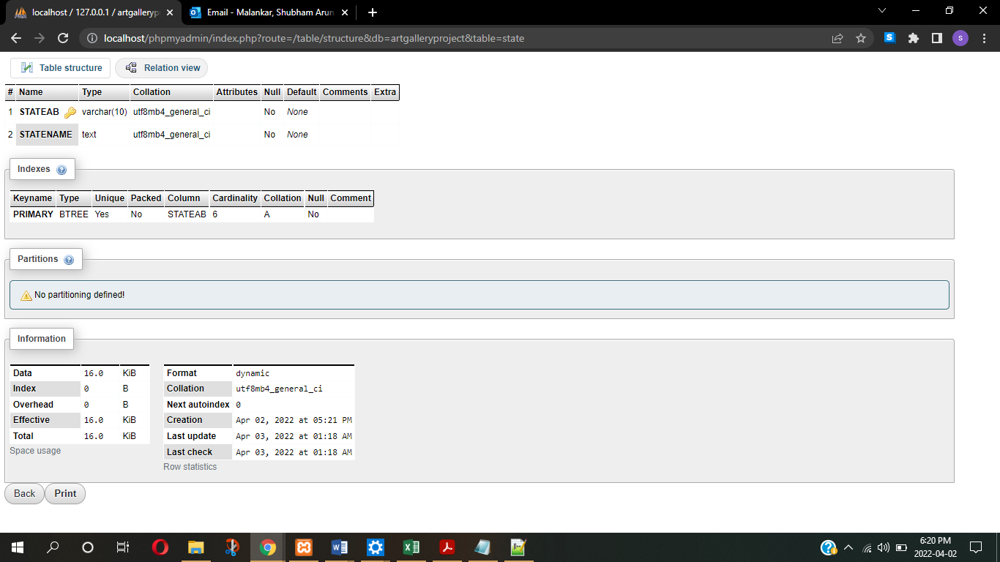 localhost / 127.0.0.1 / artgalleryp
Email - Malankar, Shubham Arun
localhost/phpmyadmin/index.php?route=/table/structure&db=artgalleryproject&table=state
S
s
Table structure
Relation view
# Name Type Collation Attributes Null Default Comments Extra
1 STATEAB varchar(10) utf8mb4_general_ci No None
2 STATENAME text utf8mb4_general_ci No None
Indexes
Keyname Type Unique Packed Column Cardinality Collation Null Comment
PRIMARY BTREE Yes No STATEAB 6 A No
Partitions
No partitioning defined!
Information
Data 16.0 KiB
Index 0 B
Overhead 0 B
Effective 16.0 KiB
Total 16.0 KiB
Space usage
Format dynamic
Collation utf8mb4_general_ci
Next autoindex 0
Creation Apr 02, 2022 at 05:21 PM
Last update Apr 03, 2022 at 01:18 AM
Last check Apr 03, 2022 at 01:18 AM
Row statistics
Back Print
6:20 PM
2022-04-02